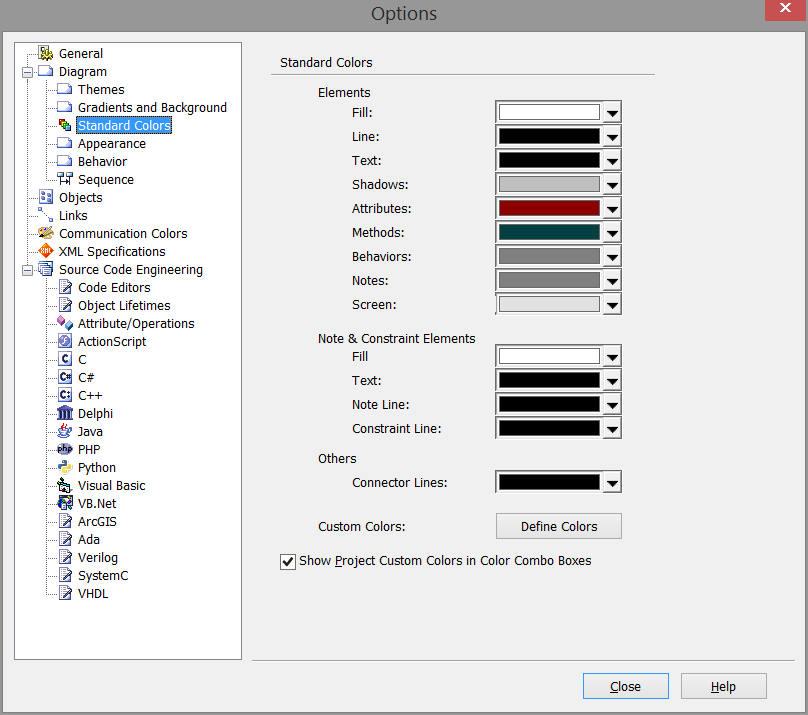 Options
General
Diagram
Themes
Gradients and Background
Standard Colors
Appearance
Behavior
Sequence
Objects
Links
Communication Colors
XML Specifications
Source Code Engineering
Code Editors
Object Lifetimes
Attribute/Operations
ActionScript
C
C#
C++
Delphi
Java
PHP
Python
Visual Basic
VB.Net
ArcGIS
Ada
Verilog
SystemC
VHDL
Standard Colors
Elements
Fill:
Line:
Text:
Shadows:
Attributes:
Methods:
Behaviors:
Notes:
Screen:
Note & Constraint Elements
Fill
Text:
Note Line:
Constraint Line:
Others
Connector Lines:
Custom Colors: Define Colors
Show Project Custom Colors in Color Combo Boxes
Close Help